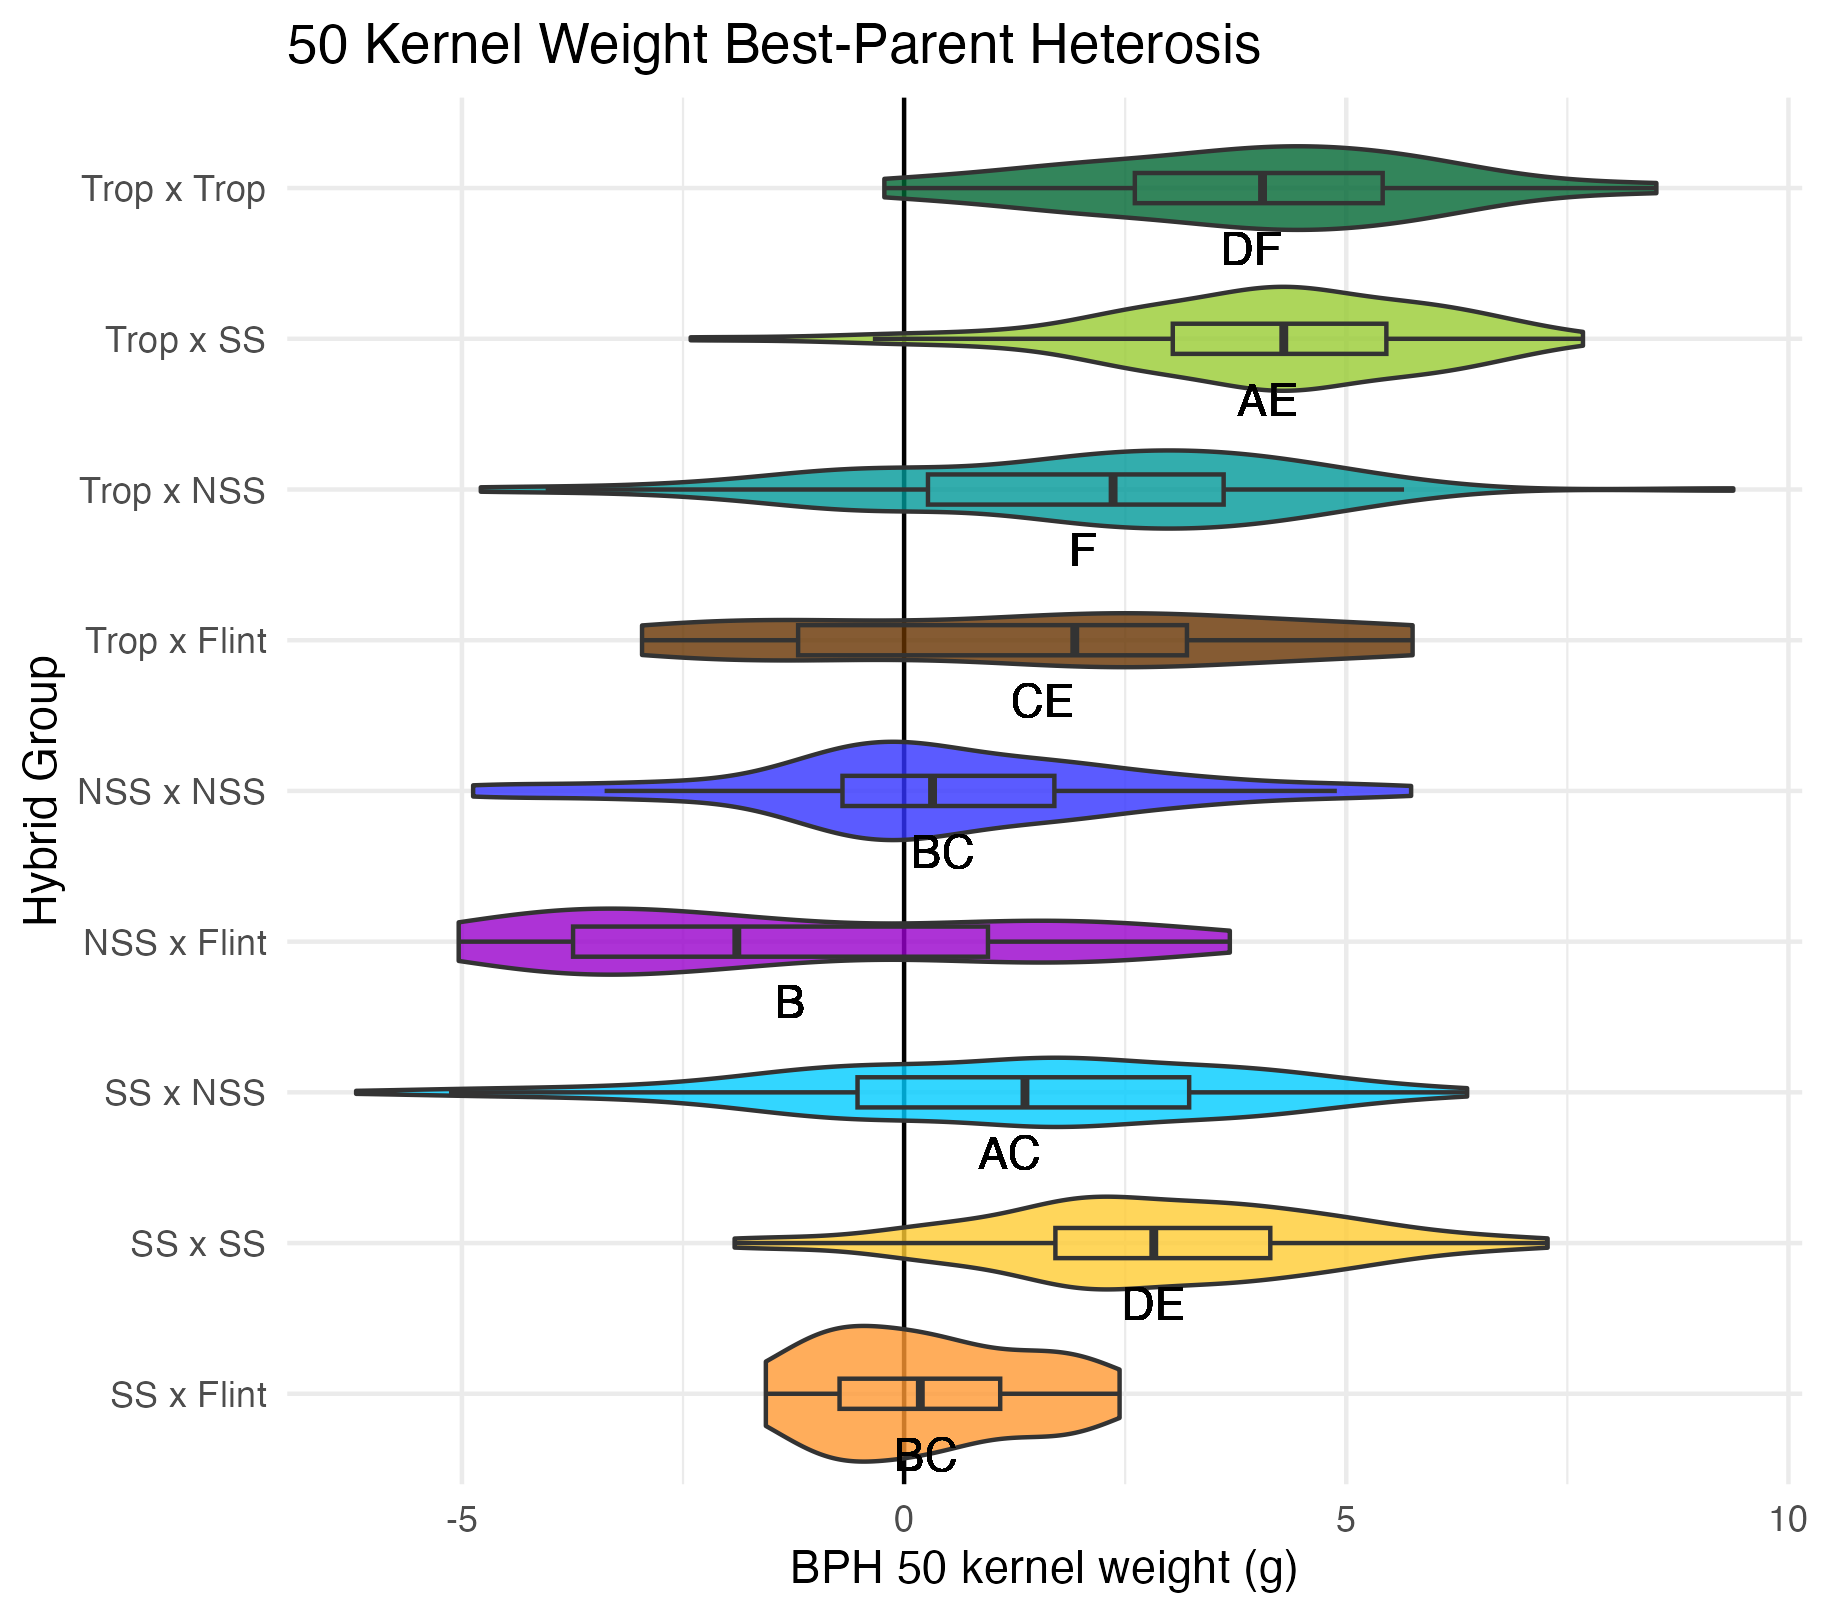 50 Kernel Weight Best-Parent Heterosis
Trop x Trop
DF
Trop x SS
AE
Trop x NSS
F
Trop x Flint
CE
Hybrid Group
NSS x NSS
BC
NSS x Flint
B
SS x NSS
AC
SS x SS
DE
SS x Flint
BC
-5 0 5 10
BPH 50 kernel weight (g)